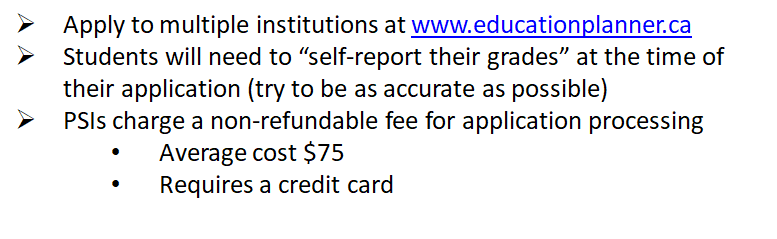 ➢ Apply to multiple institutions at www.educationplanner.ca
➢ Students will need to “self-report their grades” at the time of
their application (try to be as accurate as possible)
➢ PSIs charge a non-refundable fee for application processing
• Average cost $75
• Requires a credit card